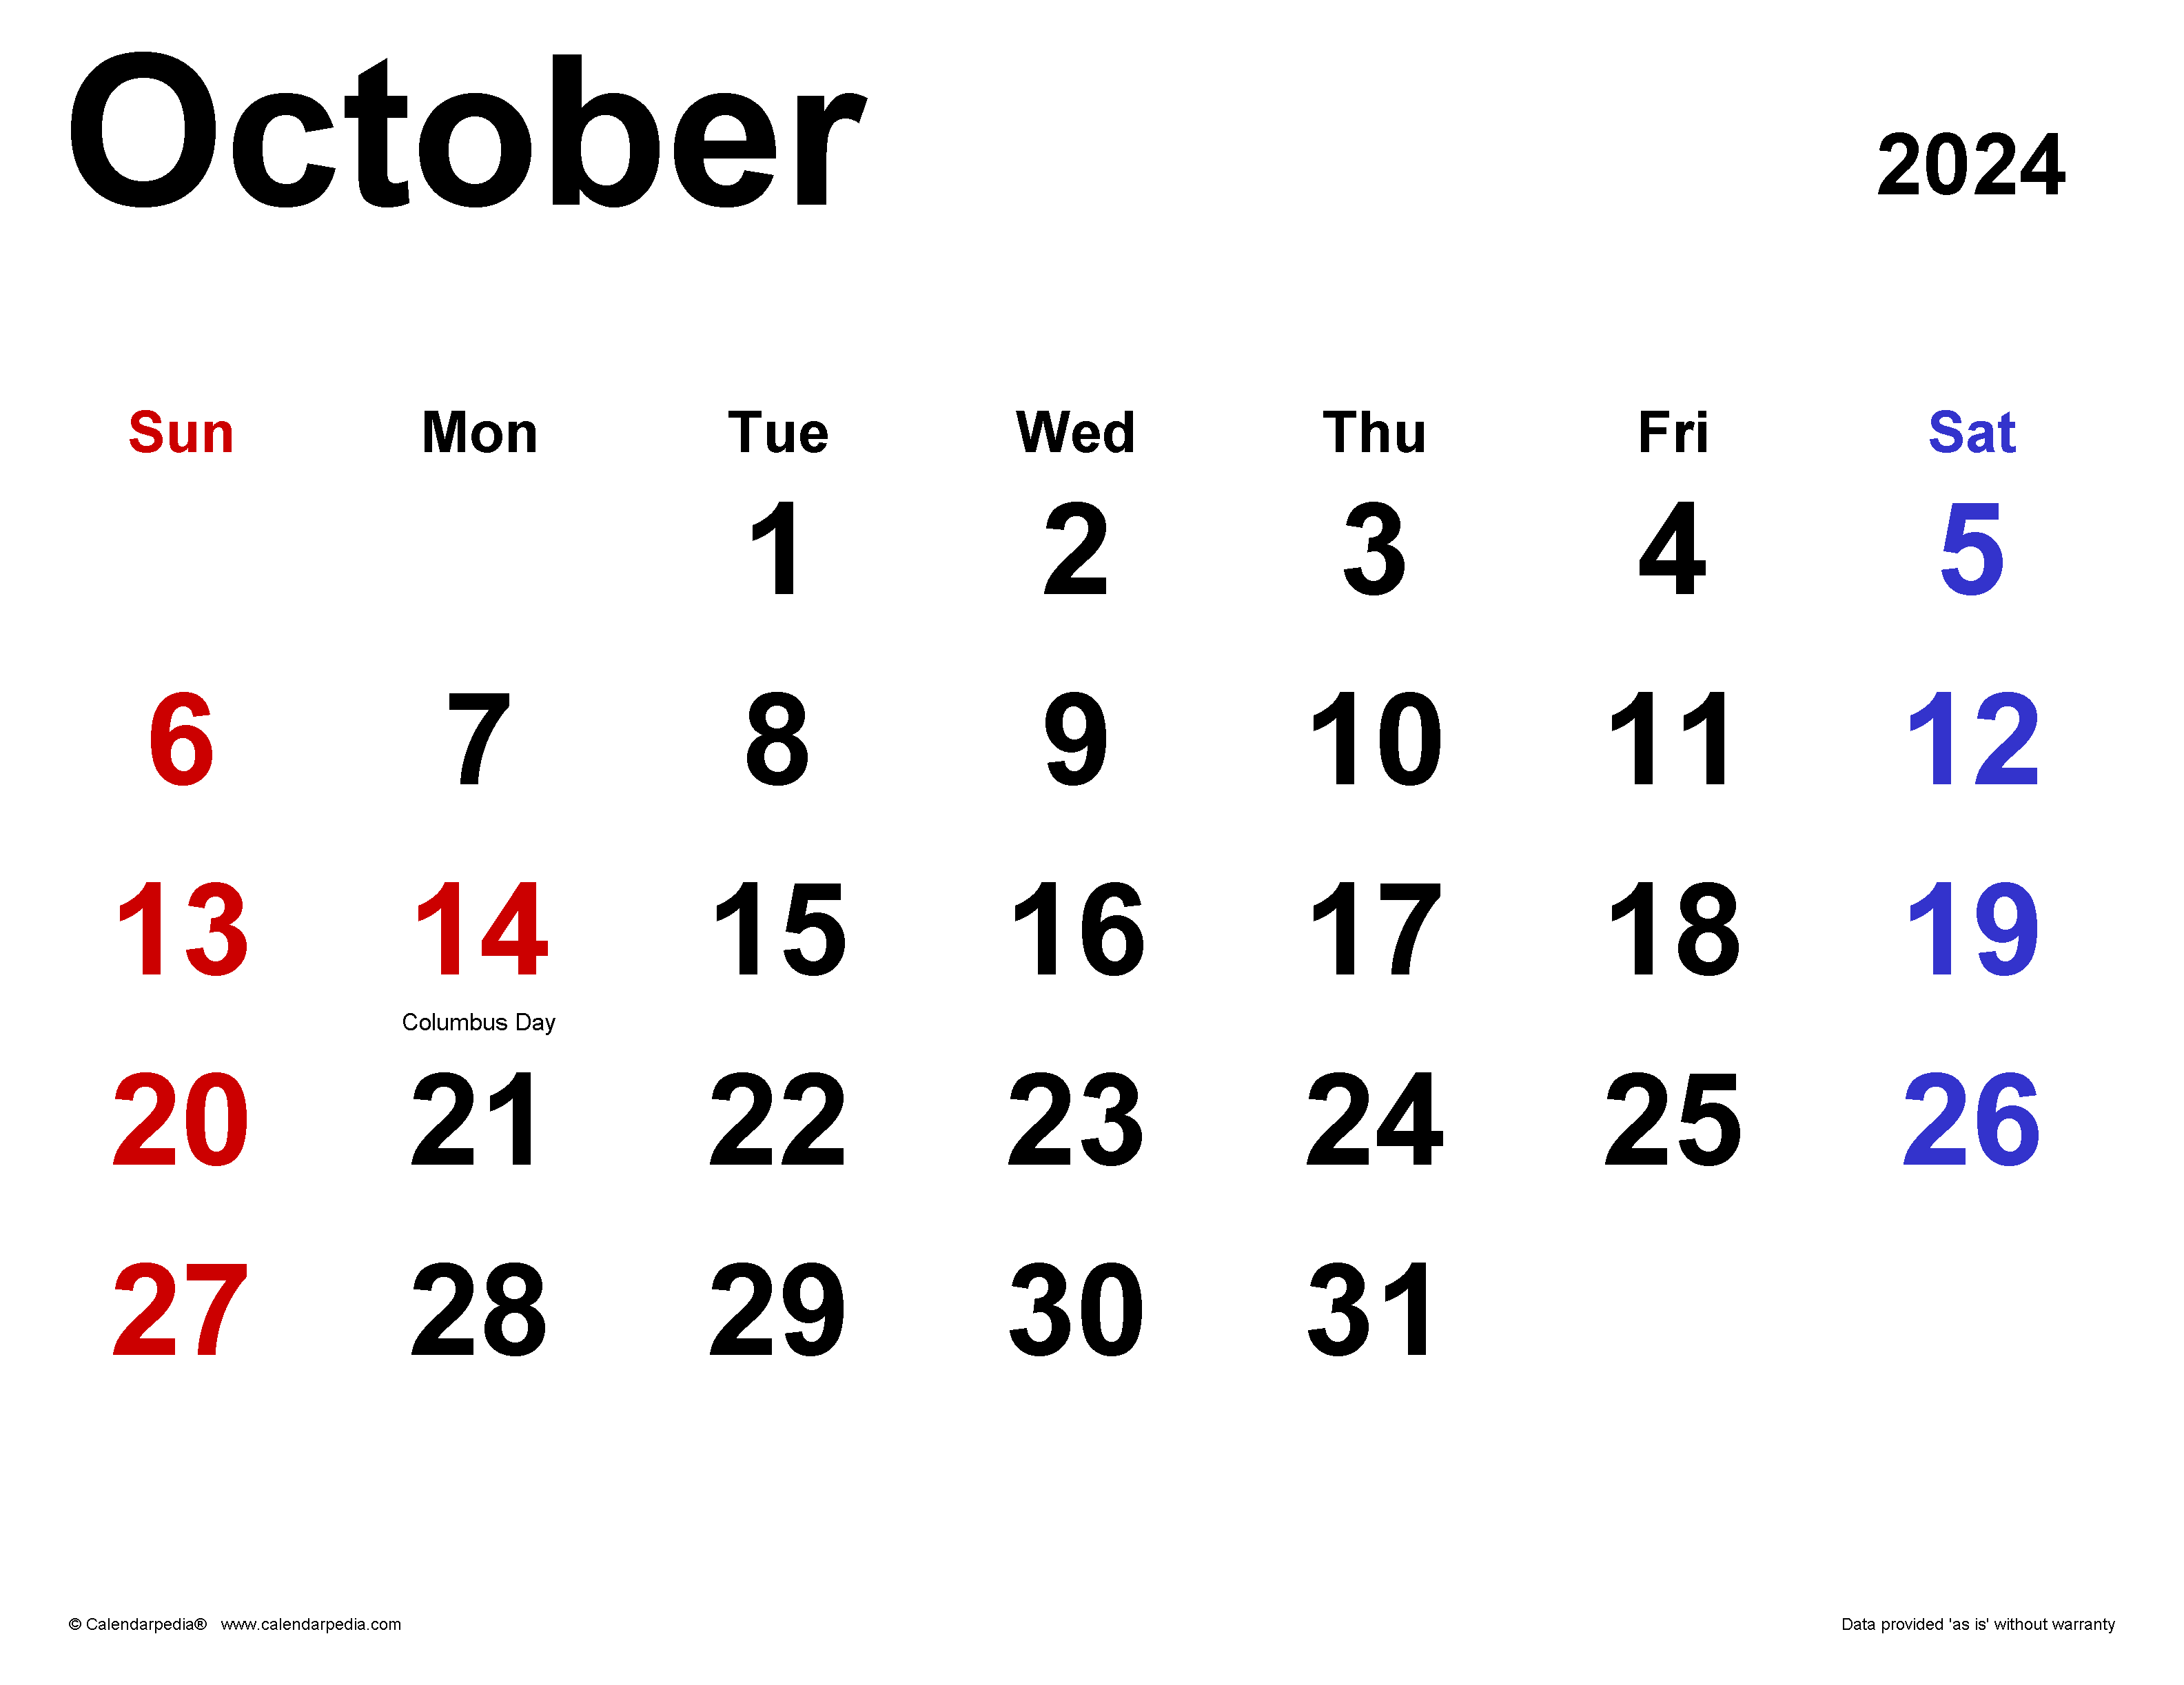 October 2024
Sun Mon Tue Wed Thu Fri Sat
1 2 3 4 5
6 7 8 9 10 11 12
13 14 15 16 17 18 19
Columbus Day
20 21 22 23 24 25 26
27 28 29 30 31
© Calendarpedia® www.calendarpedia.com Data provided 'as is' without warranty